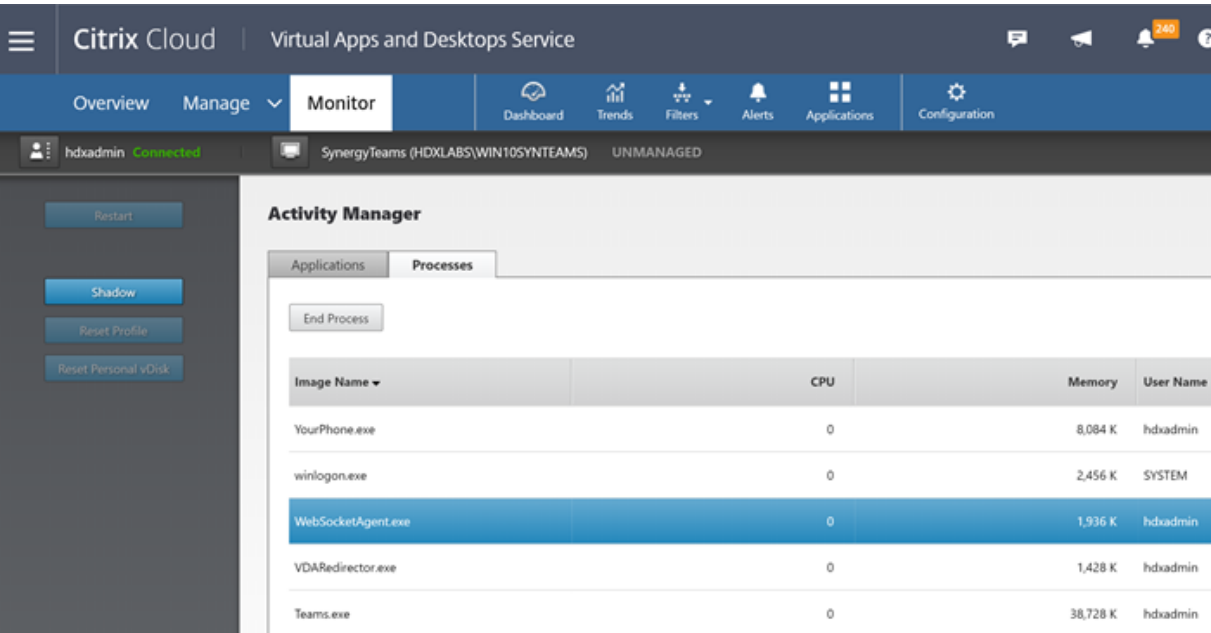 Citrix Cloud Virtual Apps and Desktops Service 240 ?
Overview Manage Monitor Dashboard Trends Filters Alerts Applications Configuration
hdxadmin Connected SynergyTeams (HDXLABS\WIN10SYNTEAMS) UNMANAGED
Restart
Shadow
Reset Profile
Reset Personal vDisk
Activity Manager
Applications Processes
End Process
Image Name CPU Memory User Name
YourPhone.exe 0 8,084 K hdxadmin
winlogon.exe 0 2,456 K SYSTEM
WebSocketAgent.exe 0 1,936 K hdxadmin
VDARedirector.exe 0 1,428 K hdxadmin
Teams.exe 0 38,728 K hdxadmin